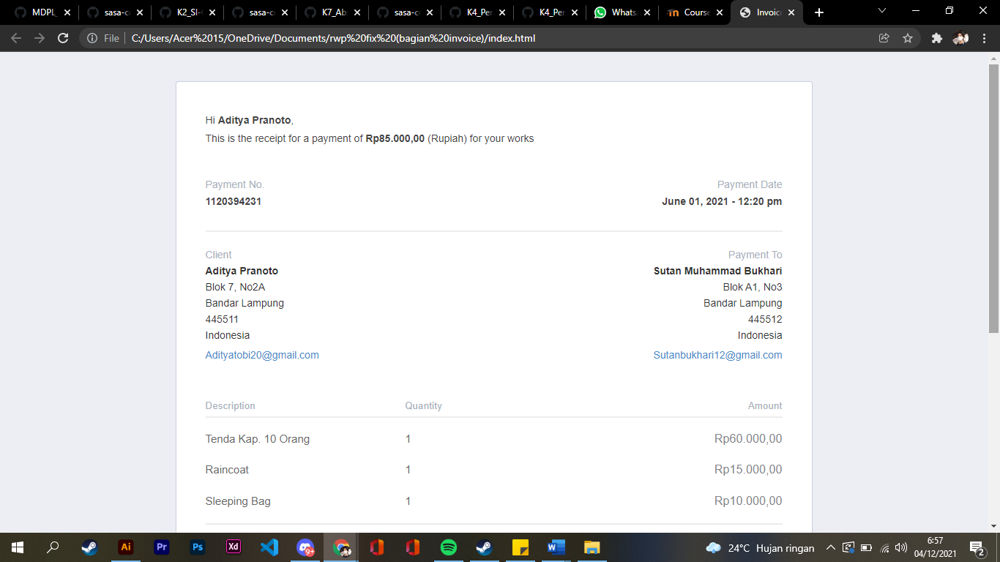 MDPL_ sasa-c K2_SI- sasa-c K7_Ab sasa-c K4_Per K4_Per Whats Course Invoic
File C:/Users/Acer%2015/OneDrive/Documents/rwp%20fix%20(bagian%20invoice)/index.html
Hi Aditya Pranoto,
This is the receipt for a payment of Rp85.000,00 (Rupiah) for your works
Payment No. Payment Date
1120394231 June 01, 2021 - 12:20 pm
Client Payment To
Aditya Pranoto Sutan Muhammad Bukhari
Blok 7, No2A Blok A1, No3
Bandar Lampung Bandar Lampung
445511 445512
Indonesia Indonesia
Adityatobi20@gmail.com Sutanbukhari12@gmail.com
Description Quantity Amount
Tenda Kap. 10 Orang 1 Rp60.000,00
Raincoat 1 Rp15.000,00
Sleeping Bag 1 Rp10.000,00
Ai Pr Ps Xd 9+ W 24°C Hujan ringan 6:57
04/12/2021 2